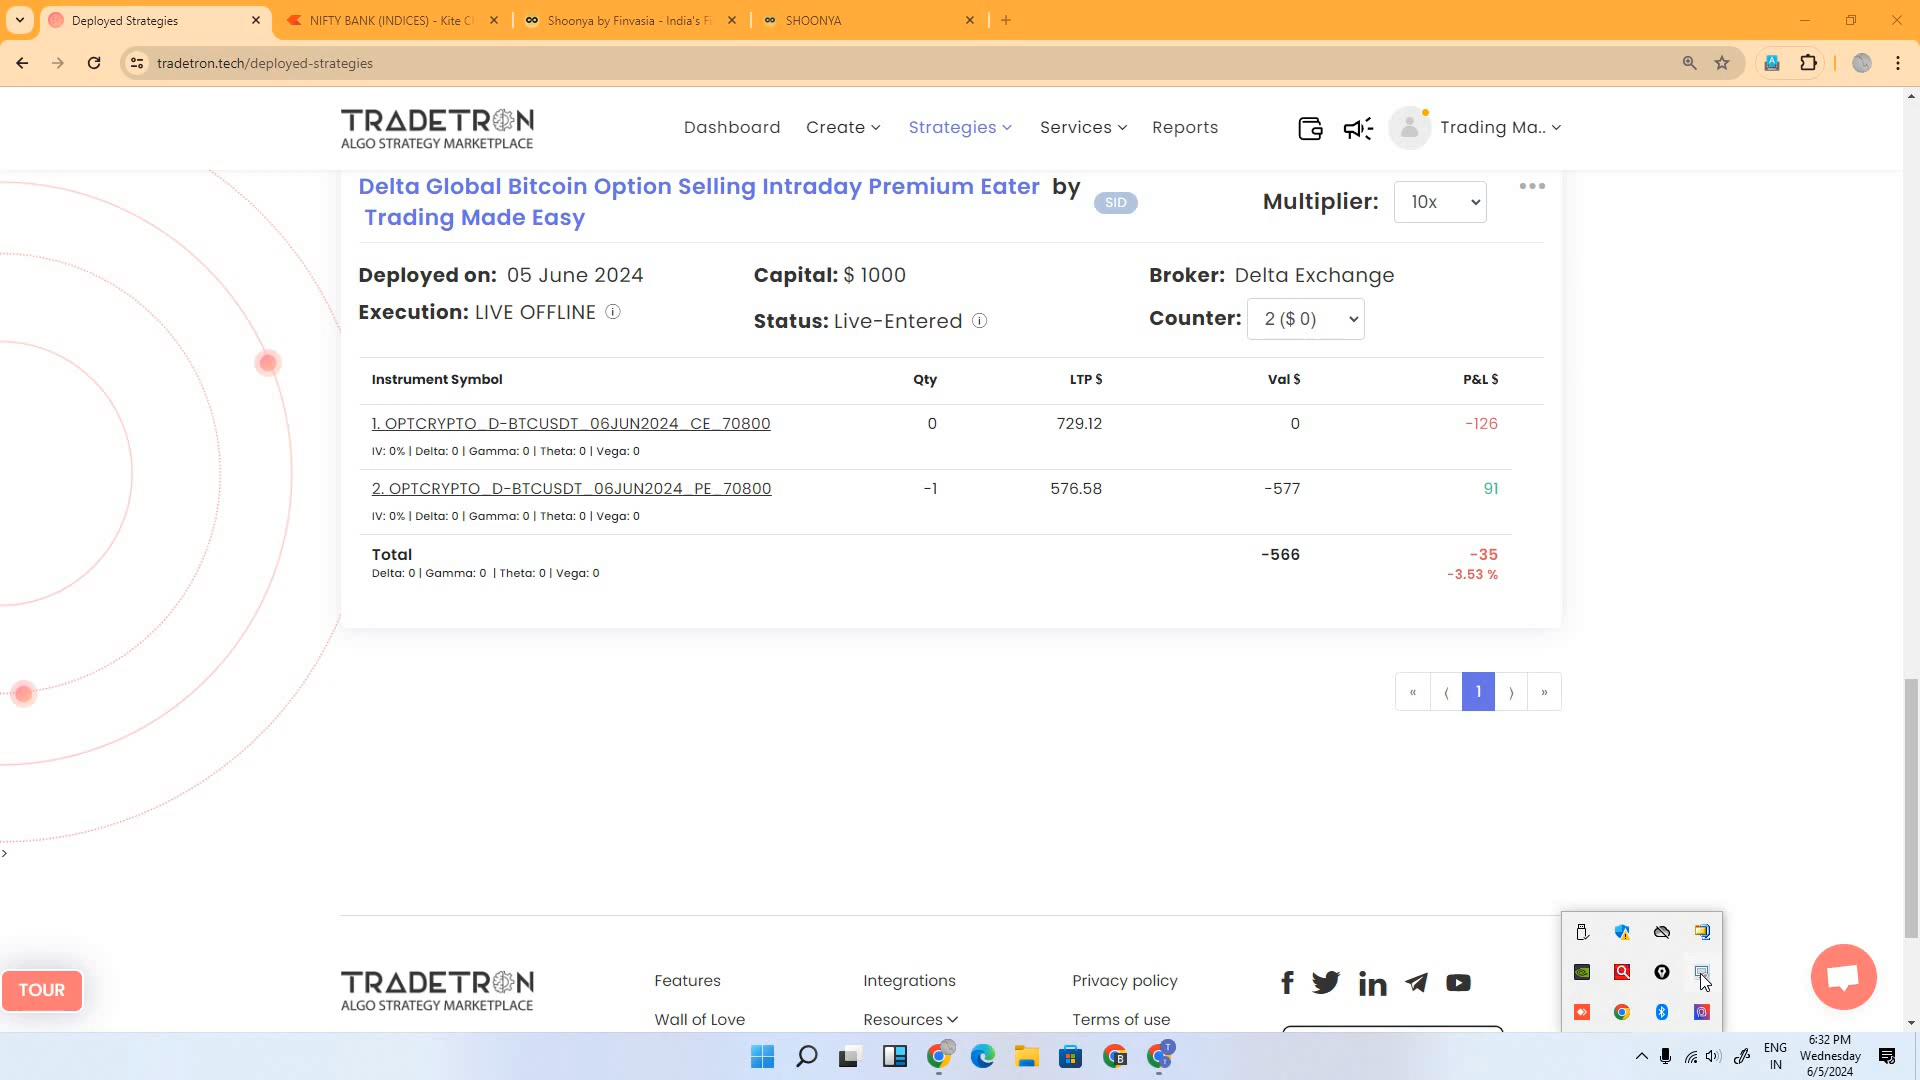 Deployed Strategies
NIFTY BANK (INDICES) - Kite C
Shoonya by Finvasia - India's F
SHOONYA
tradetron.tech/deployed-strategies
TRADETRON
ALGO STRATEGY MARKETPLACE
Dashboard
Create
Strategies
Services
Reports
Trading Ma..
Delta Global Bitcoin Option Selling Intraday Premium Eater by
Trading Made Easy
SID
Multiplier: 10x
Deployed on: 05 June 2024
Capital: $ 1000
Broker: Delta Exchange
Execution: LIVE OFFLINE
Status: Live-Entered
Counter: 2 ($ 0)
Instrument Symbol Qty LTP $ Val $ P&L $
1. OPTCRYPTO_D-BTCUSDT_06JUN2024_CE_70800 0 729.12 0 -126
IV: 0% | Delta: 0 | Gamma: 0 | Theta: 0 | Vega: 0
2. OPTCRYPTO_D-BTCUSDT_06JUN2024_PE_70800 -1 576.58 -577 91
IV: 0% | Delta: 0 | Gamma: 0 | Theta: 0 | Vega: 0
Total -566 -35
Delta: 0 | Gamma: 0 | Theta: 0 | Vega: 0 -3.53 %
« ⟨ 1 ⟩ »
>
TOUR
TRADETRON
ALGO STRATEGY MARKETPLACE
Features
Integrations
Privacy policy
Wall of Love
Resources
Terms of use
ENG
IN
6:32 PM
Wednesday
6/5/2024